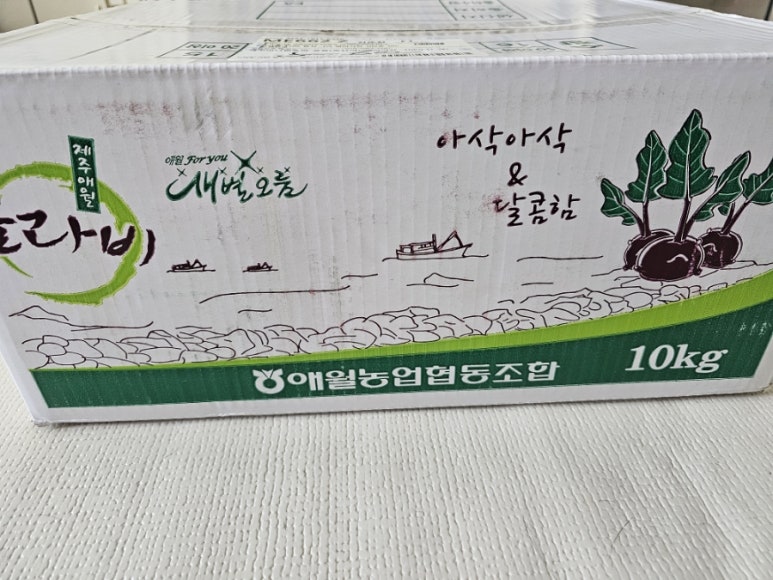 제주애월
라비
애월 For you
새별오름
아삭아삭
&
달콤함
애월농업협동조합
10kg